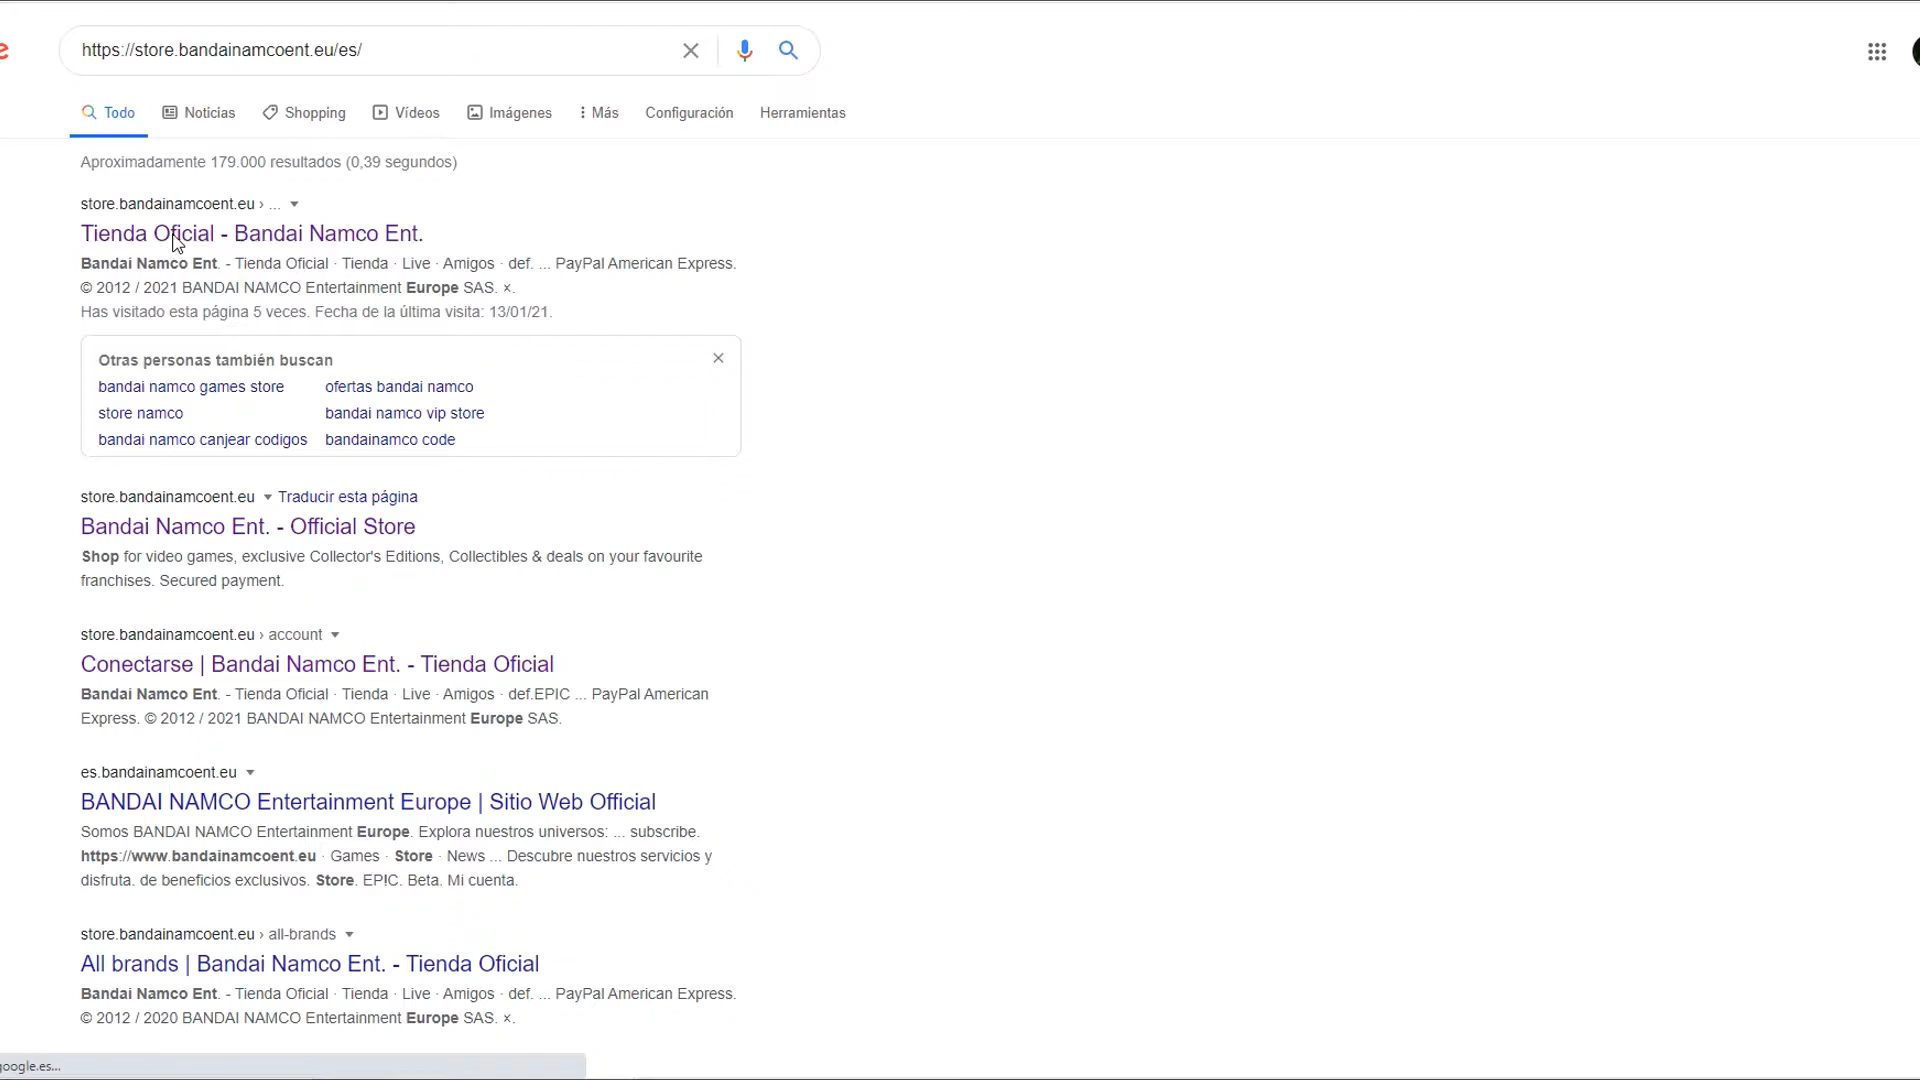 https://store.bandainamcoent.eu/es/
Todo Noticias Shopping Vídeos Imágenes Más Configuración Herramientas
Aproximadamente 179.000 resultados (0,39 segundos)
store.bandainamcoent.eu › ...
Tienda Oficial - Bandai Namco Ent.
Bandai Namco Ent. - Tienda Oficial · Tienda · Live · Amigos · def. ... PayPal American Express.
© 2012 / 2021 BANDAI NAMCO Entertainment Europe SAS. ×.
Has visitado esta página 5 veces. Fecha de la última visita: 13/01/21.
Otras personas también buscan
bandai namco games store ofertas bandai namco
store namco bandai namco vip store
bandai namco canjear codigos bandainamco code
store.bandainamcoent.eu Traducir esta página
Bandai Namco Ent. - Official Store
Shop for video games, exclusive Collector's Editions, Collectibles & deals on your favourite
franchises. Secured payment.
store.bandainamcoent.eu › account
Conectarse | Bandai Namco Ent. - Tienda Oficial
Bandai Namco Ent. - Tienda Oficial · Tienda · Live · Amigos · def.EPIC ... PayPal American
Express. © 2012 / 2021 BANDAI NAMCO Entertainment Europe SAS.
es.bandainamcoent.eu
BANDAI NAMCO Entertainment Europe | Sitio Web Official
Somos BANDAI NAMCO Entertainment Europe. Explora nuestros universos: ... subscribe.
https://www.bandainamcoent.eu · Games · Store · News ... Descubre nuestros servicios y
disfruta. de beneficios exclusivos. Store. EP!C. Beta. Mi cuenta.
store.bandainamcoent.eu › all-brands
All brands | Bandai Namco Ent. - Tienda Oficial
Bandai Namco Ent. - Tienda Oficial · Tienda · Live · Amigos · def. ... PayPal American Express.
© 2012 / 2020 BANDAI NAMCO Entertainment Europe SAS. ×.
google.es...